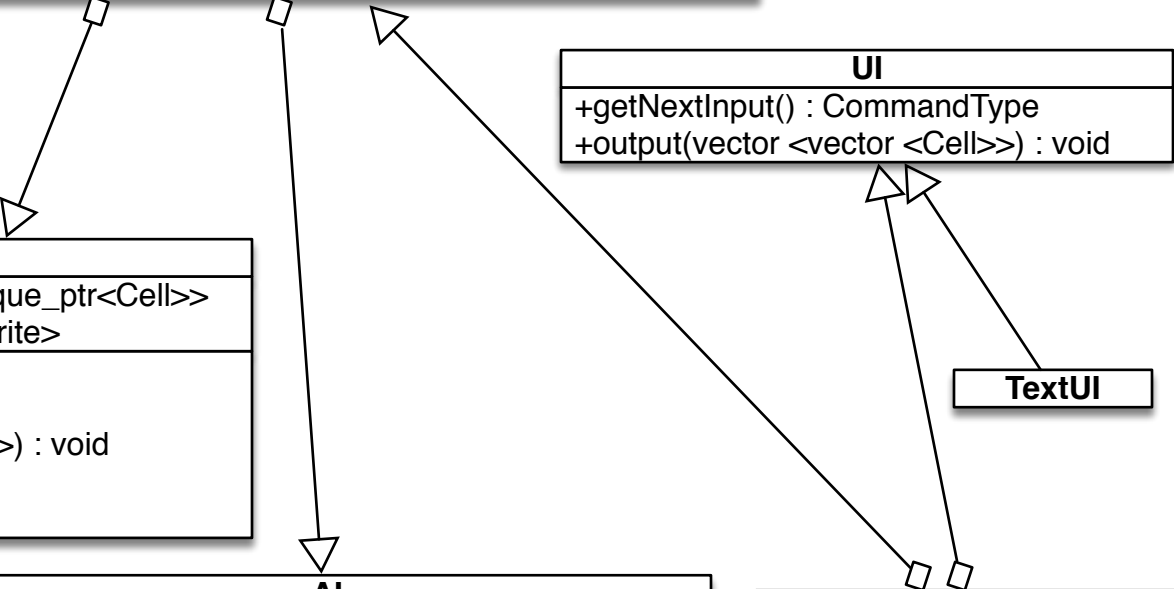 UI
+getNextInput() : CommandType
+output(vector <vector <Cell>>) : void
que_ptr<Cell>>
rite>
TextUI
>) : void